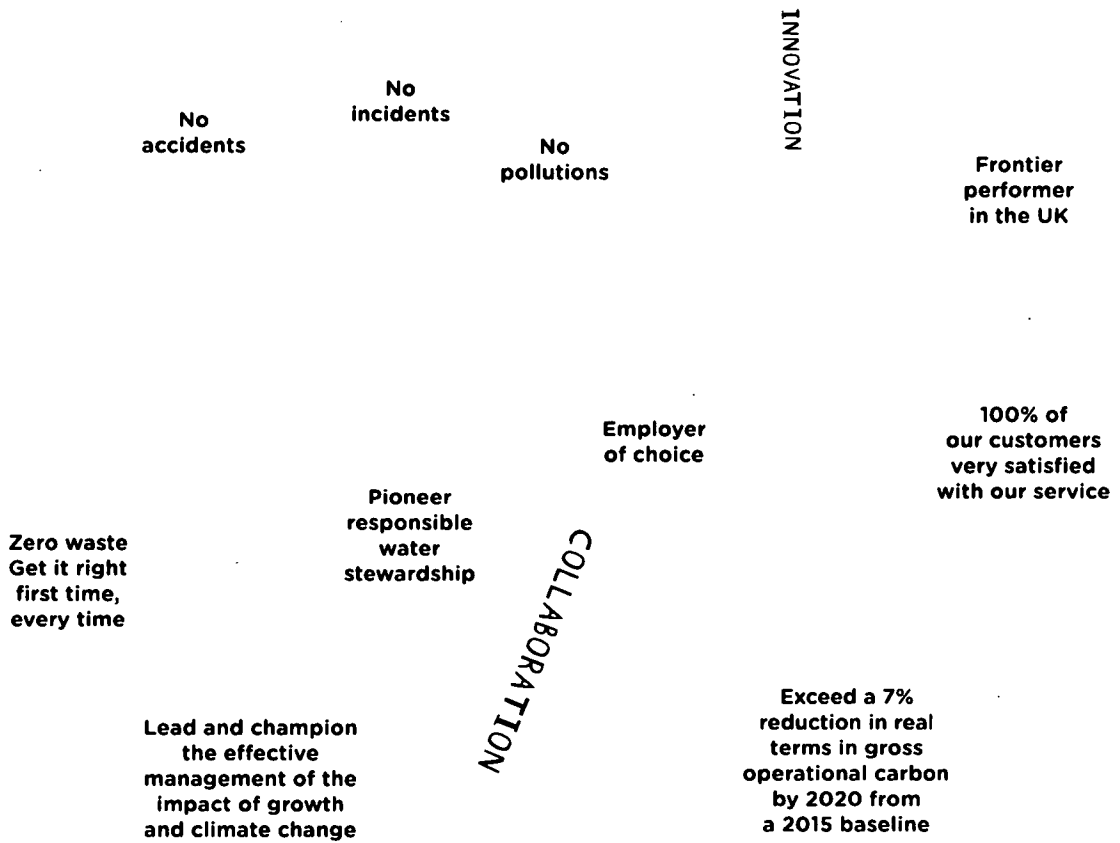 INNOVATION
No
incidents
No
accidents
No
pollutions
Frontier
performer
in the UK
Employer
of choice
100% of
our customers
very satisfied
with our service
Pioneer
responsible
water
stewardship
Zero waste
Get it right
first time,
every time
COLLABORATION
Lead and champion
the effective
management of the
impact of growth
and climate change
Exceed a 7%
reduction in real
terms in gross
operational carbon
by 2020 from
a 2015 baseline